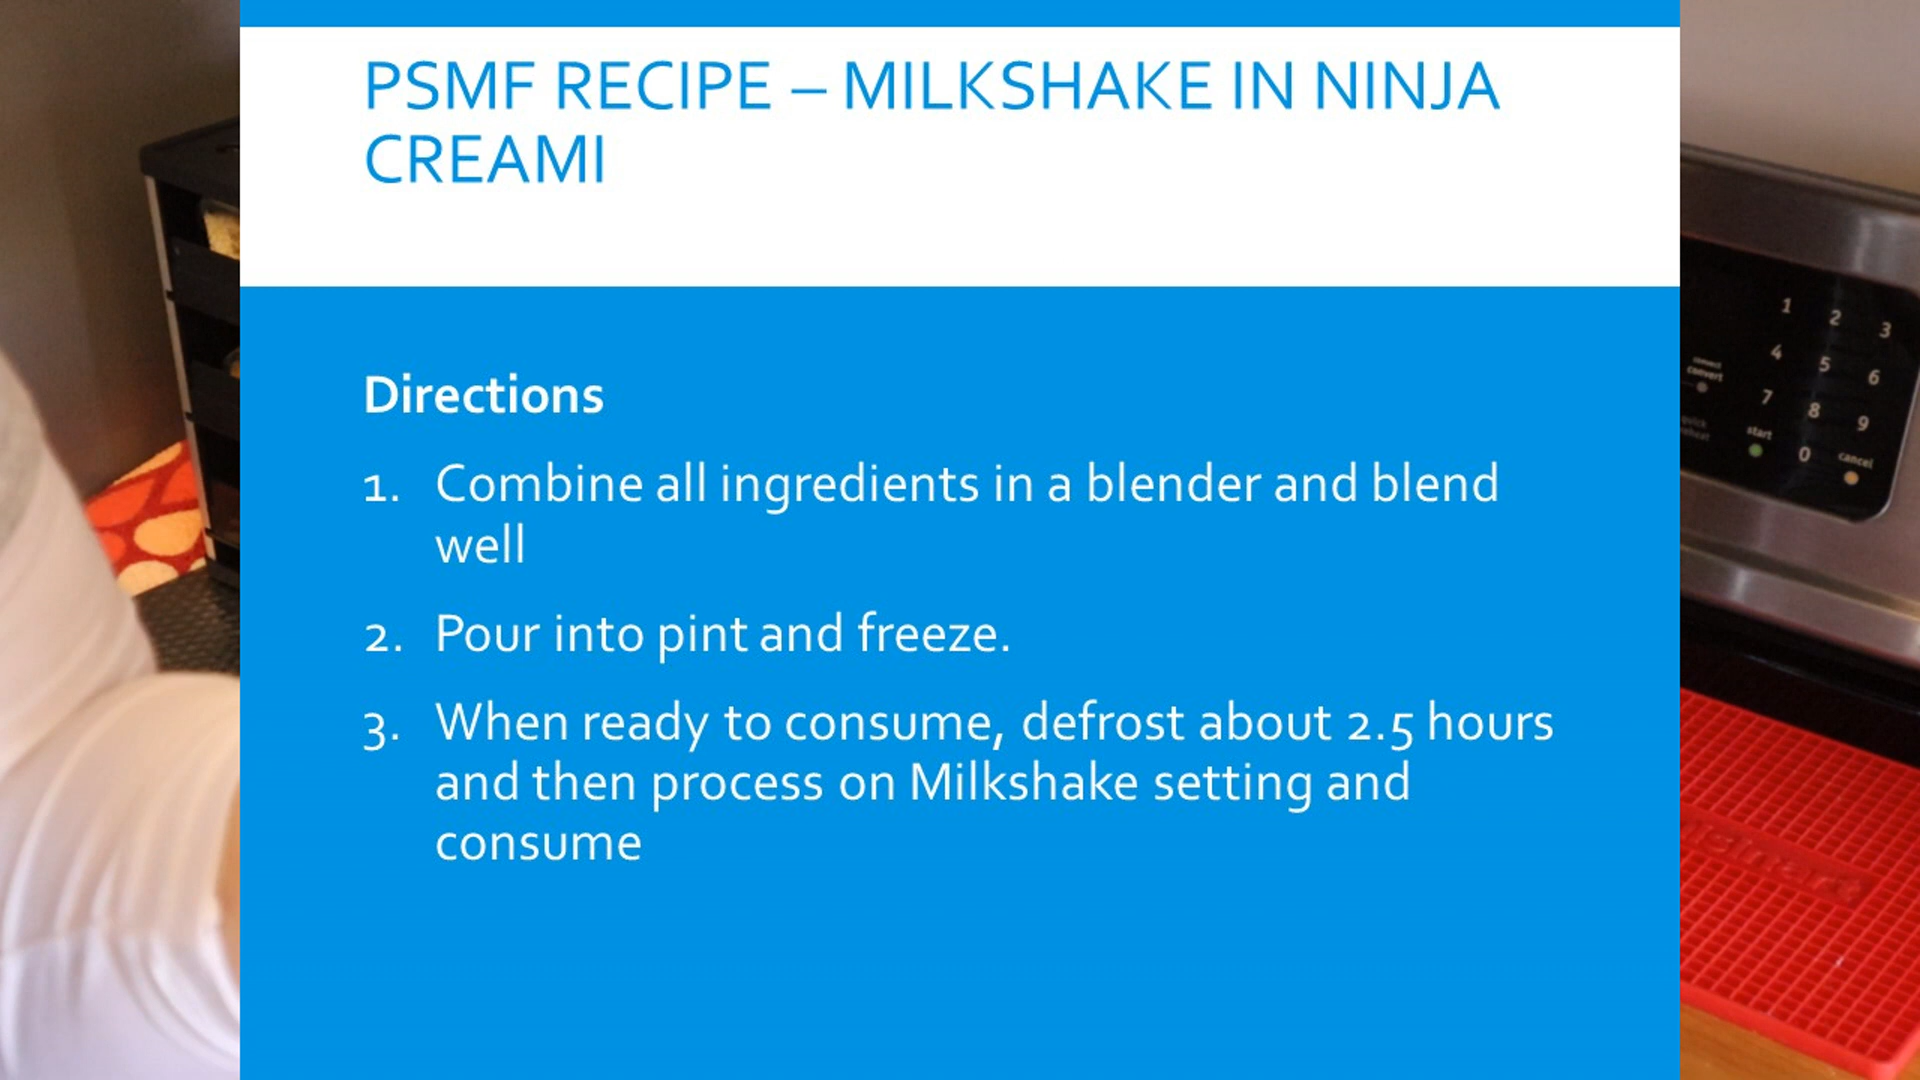 PSMF RECIPE – MILKSHAKE IN NINJA
CREAMI
Directions
1. Combine all ingredients in a blender and blend
well
2. Pour into pint and freeze.
3. When ready to consume, defrost about 2.5 hours
and then process on Milkshake setting and
consume
1 2 3
4 5 6
7 8 9
0
convert
start
cancel